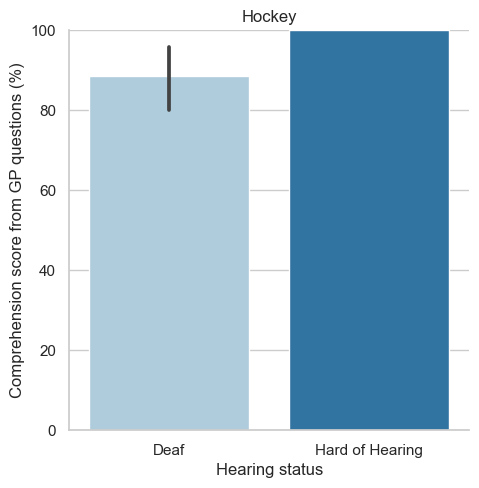 Hockey
Comprehension score from GP questions (%)
100
80
60
40
20
0
Deaf
Hard of Hearing
Hearing status